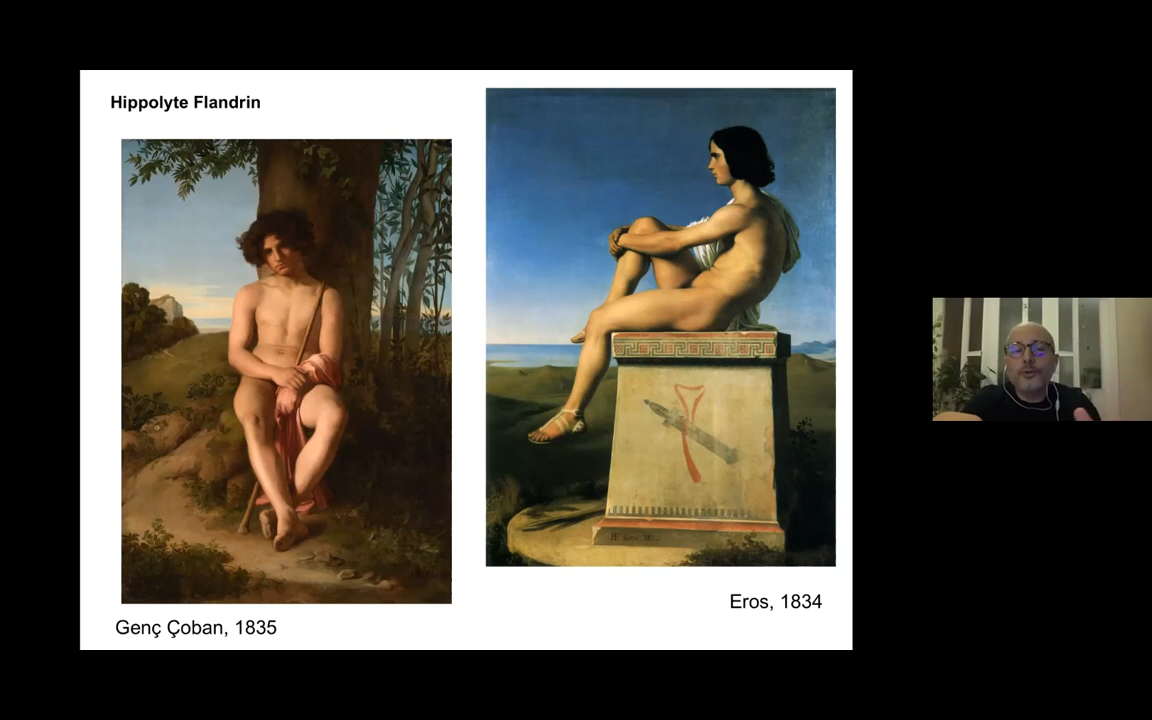 Hippolyte Flandrin
Genç Çoban, 1835
Eros, 1834